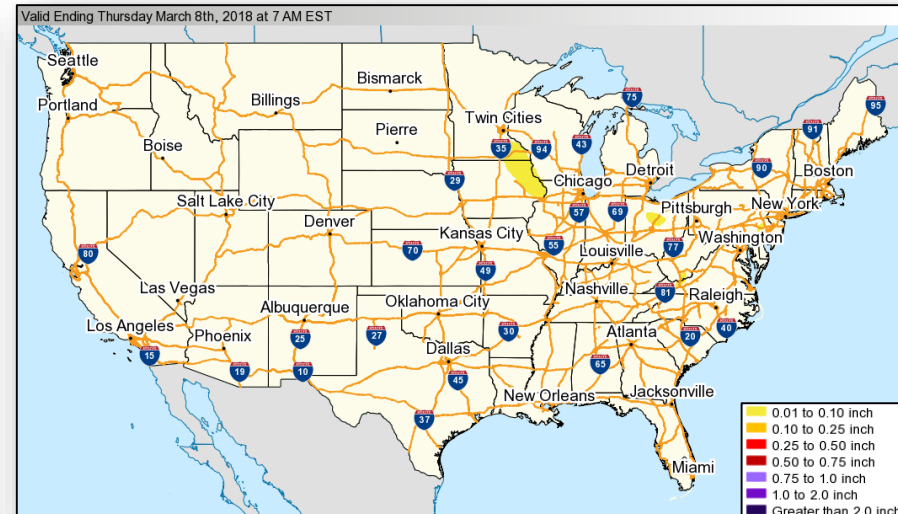 Valid Ending Thursday March 8th, 2018 at 7 AM EST
Seattle
Portland
Boise
Billings
Bismarck
Pierre
Twin Cities
75
95
91
35
94
43
90
Boston
29
Chicago
Detroit
Salt Lake City
57
69
Pittsburgh
New York
Denver
Kansas City
80
70
55
77
Washington
49
Louisville
Las Vegas
Albuquerque
Oklahoma City
Nashville
81
Raleigh
Los Angeles
Phoenix
25
27
30
Atlanta
20
40
15
19
10
Dallas
65
45
New Orleans
Jacksonville
37
Miami
0.01 to 0.10 inch
0.10 to 0.25 inch
0.25 to 0.50 inch
0.50 to 0.75 inch
0.75 to 1.0 inch
1.0 to 2.0 inch
Greater than 2.0 inch